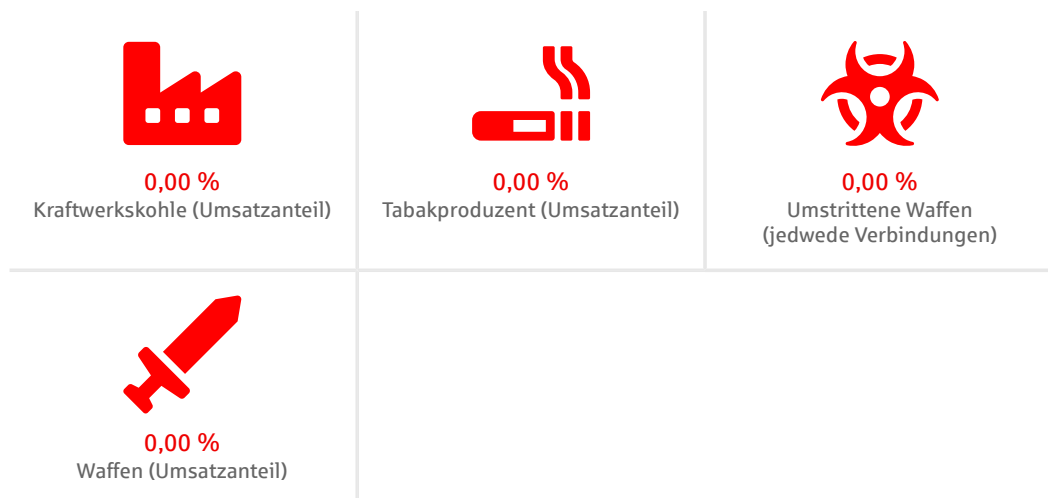 0,00 %
Kraftwerkskohle (Umsatzanteil)
0,00 %
Tabakproduzent (Umsatzanteil)
0,00 %
Umstrittene Waffen
(jedwede Verbindungen)
0,00 %
Waffen (Umsatzanteil)